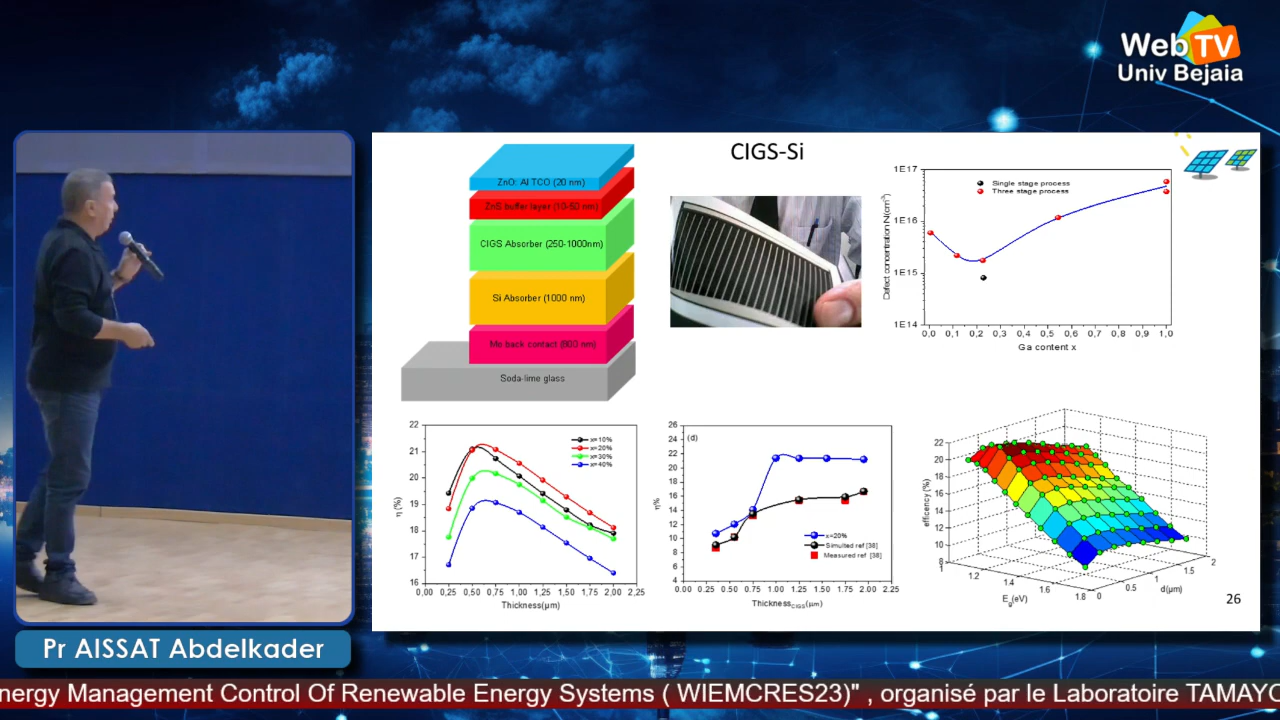 Web TV
Univ Bejaia
CIGS-Si
ZnO: Al TCO (20 nm)
ZnS buffer layer (10-50 nm)
CIGS Absorber (250-1000nm)
Si Absorber (1000 nm)
Mo back contact (800 nm)
Soda-lime glass
1E17
1E16
1E15
1E14
Defect concentration N(cm-3)
Single stage process
Three stage process
0,0 0,1 0,2 0,3 0,4 0,5 0,6 0,7 0,8 0,9 1,0
Ga content x
22
21
20
19
18
17
16
η (%)
x=10%
x=20%
x=30%
x=40%
0,00 0,25 0,50 0,75 1,00 1,25 1,50 1,75 2,00 2,25
Thickness(µm)
(d)
26
24
22
20
18
16
14
12
10
8
6
4
η%
x=20%
Simulted ref [38]
Measured ref [38]
0.00 0.25 0.50 0.75 1.00 1.25 1.50 1.75 2.00 2.25
ThicknessCIGS(µm)
22
20
18
16
14
12
10
8
efficency (%)
1 1.2 1.4 1.6 1.8
Eg(eV)
0 0.5 1 1.5 2
d(µm)
26
Pr AISSAT Abdelkader
nergy Management Control Of Renewable Energy Systems ( WIEMCRES23)" , organisé par le Laboratoire TAMAYO